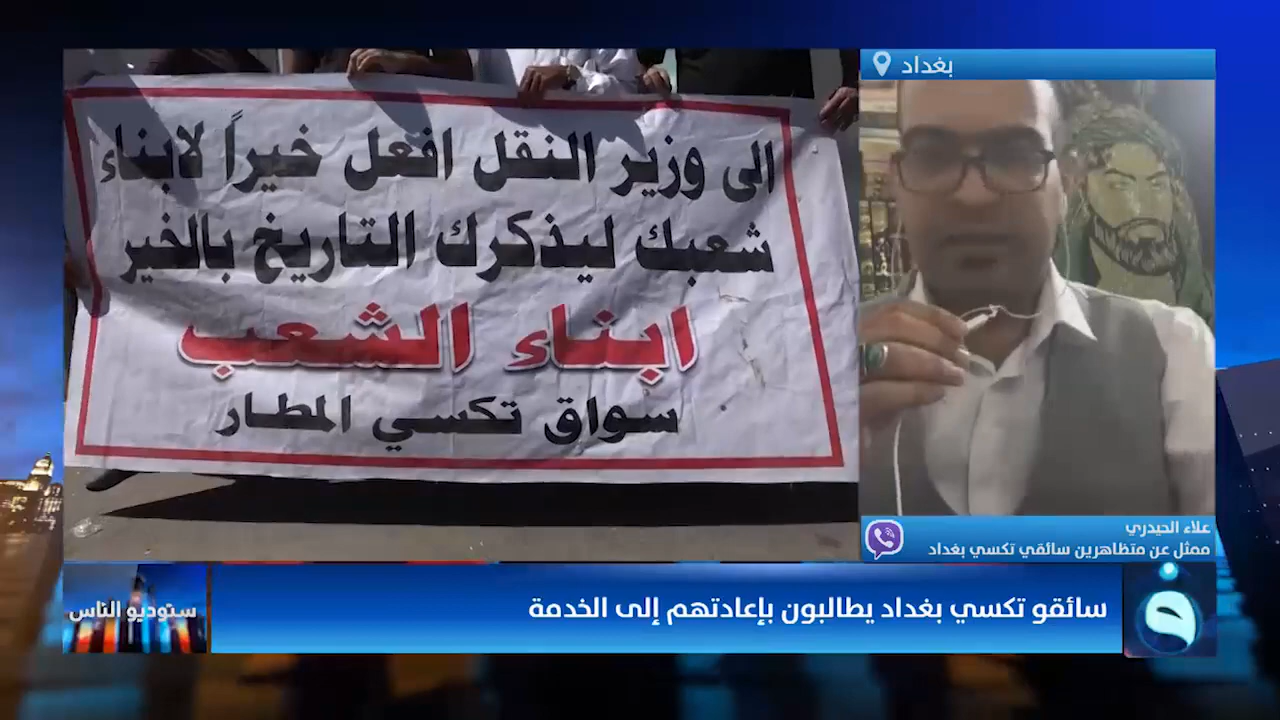 بغداد
الى وزير النقل افعل خيراً لابناء
شعبك ليذكرك التاريخ بالخير
ابناء الشعب
سواق تكسي المطار
علاء الحيدري
ممثل عن متظاهرين سائقي تكسي بغداد
سائقو تكسي بغداد يطالبون بإعادتهم إلى الخدمة
ستوديو الناس